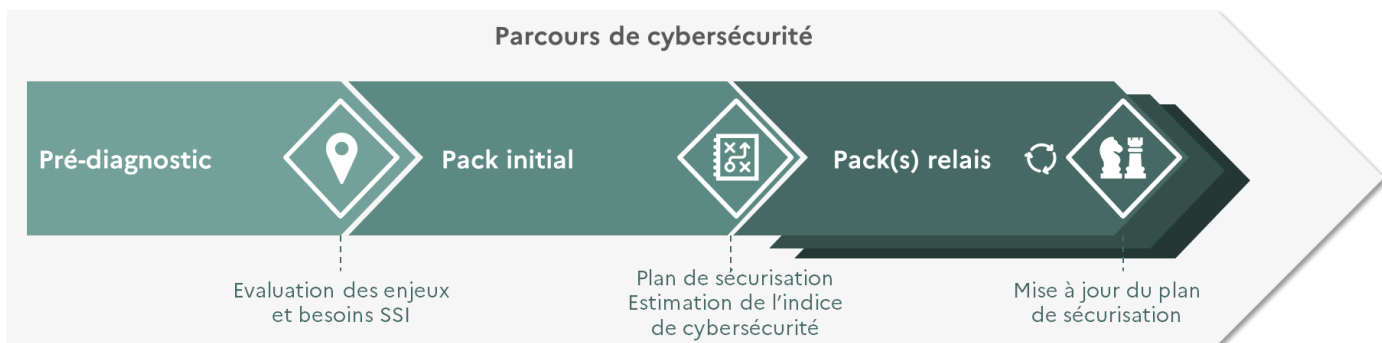 Parcours de cybersécurité
Pré-diagnostic
Pack initial
Pack(s) relais
Evaluation des enjeux
et besoins SSI
Plan de sécurisation
Estimation de l'indice
de cybersécurité
Mise à jour du plan
de sécurisation